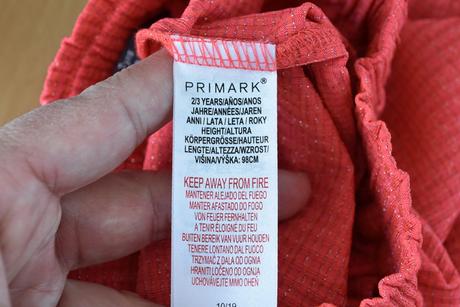 PRIMARK®
2/3 YEARS/AÑOS/ANOS
JAHRE/ANNÉES/JAREN
ANNI / LATA / LETA / ROKY
HEIGHT/ALTURA
KÖRPERGRÖSSE/HAUTEUR
LENGTE/ALTEZZA/WZROST/
VIŠINA/VÝŠKA: 98CM
KEEP AWAY FROM FIRE
MANTENER ALEJADO DEL FUEGO
MANTER AFASTADO DO FOGO
VON FEUER FERNHALTEN
A TENIR ÉLOIGNÉ DU FEU
BUITEN BEREIK VAN VUUR HOUDEN
TENERE LONTANO DAL FUOCO
TRZYMAĆ Z DALA OD OGNIA
HRANITI LOČENO OD OGNJA
UCHOVÁVEJTE MIMO OHEŇ
10/19